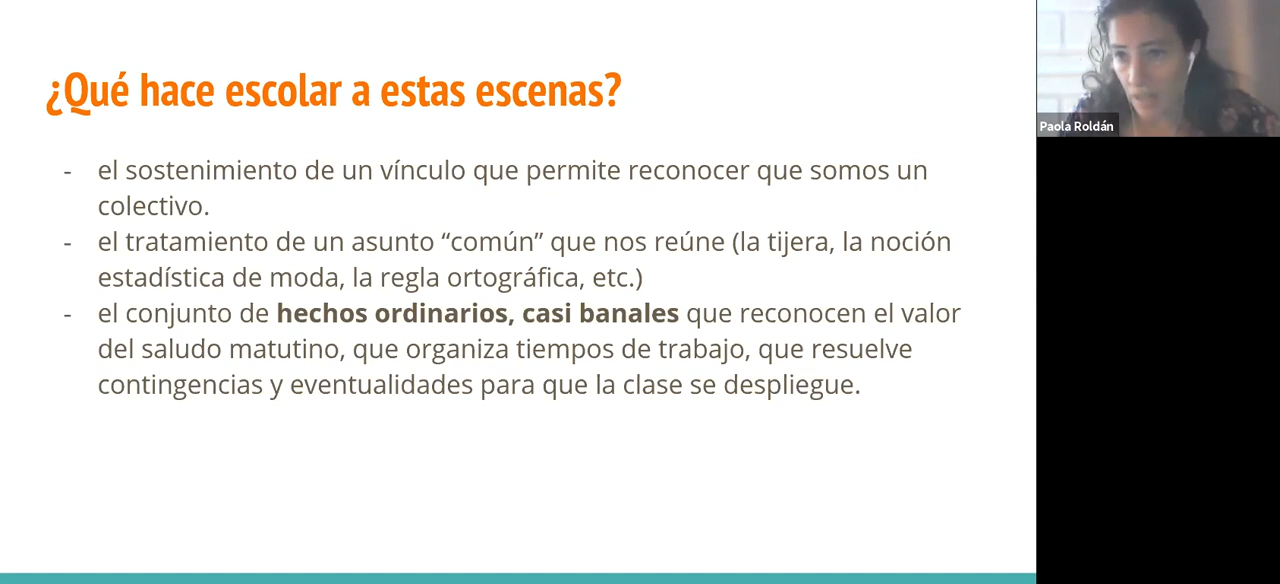 ¿Qué hace escolar a estas escenas?
- el sostenimiento de un vínculo que permite reconocer que somos un
colectivo.
- el tratamiento de un asunto “común” que nos reúne (la tijera, la noción
estadística de moda, la regla ortográfica, etc.)
- el conjunto de hechos ordinarios, casi banales que reconocen el valor
del saludo matutino, que organiza tiempos de trabajo, que resuelve
contingencias y eventualidades para que la clase se despliegue.
Paola Roldán